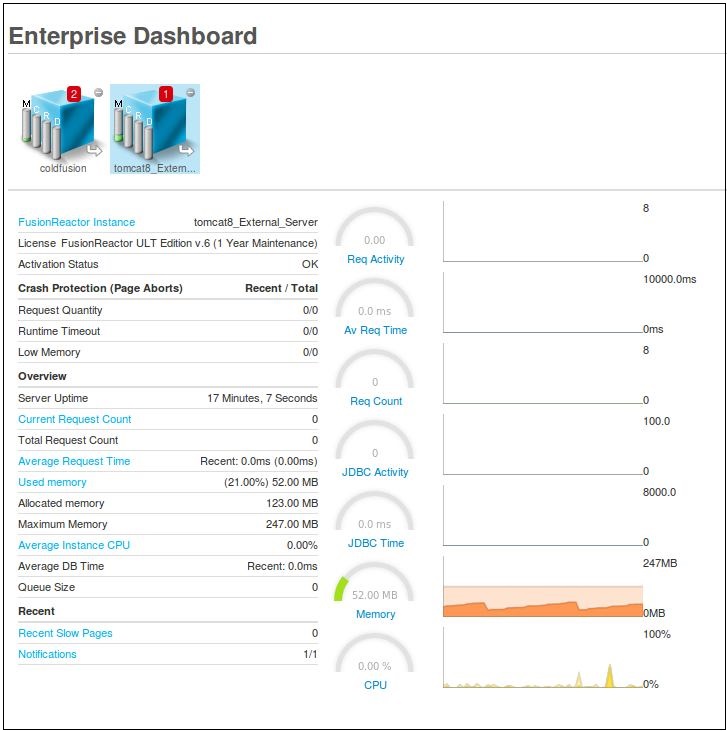 Enterprise Dashboard
2
M
C
R
D
coldfusion
1
M
C
R
D
tomcat8_Extern...
FusionReactor Instance tomcat8_External_Server
License FusionReactor ULT Edition v.6 (1 Year Maintenance)
Activation Status OK
Crash Protection (Page Aborts) Recent / Total
Request Quantity 0/0
Runtime Timeout 0/0
Low Memory 0/0
Overview
Server Uptime 17 Minutes, 7 Seconds
Current Request Count 0
Total Request Count 0
Average Request Time Recent: 0.0ms (0.00ms)
Used memory (21.00%) 52.00 MB
Allocated memory 123.00 MB
Maximum Memory 247.00 MB
Average Instance CPU 0.00%
Average DB Time Recent: 0.0ms
Queue Size 0
Recent
Recent Slow Pages 0
Notifications 1/1
0.00
Req Activity
8
0
0.0 ms
Av Req Time
10000.0ms
0ms
0
Req Count
8
0
0
JDBC Activity
100.0
0
0.0 ms
JDBC Time
8000.0
0
52.00 MB
Memory
247MB
0MB
0.00 %
CPU
100%
0%